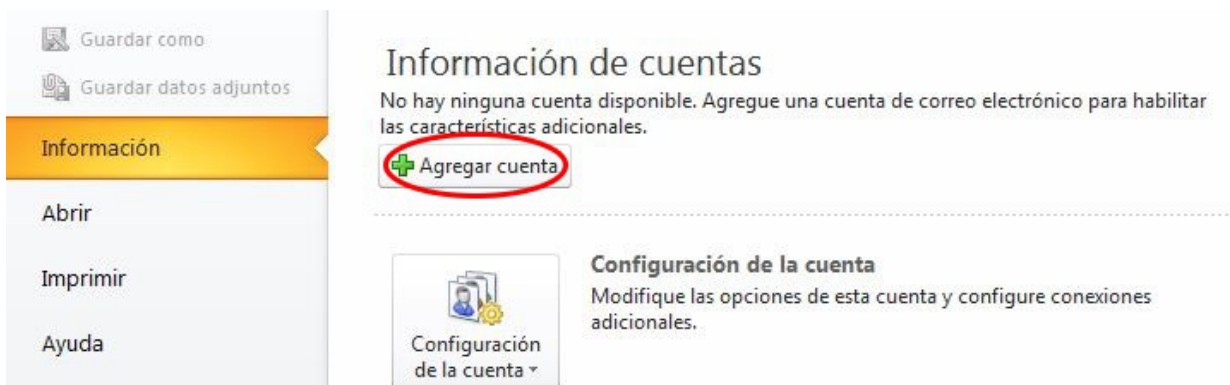 Guardar como
Guardar datos adjuntos
Información
Abrir
Imprimir
Ayuda
Información de cuentas
No hay ninguna cuenta disponible. Agregue una cuenta de correo electrónico para habilitar
las características adicionales.
Agregar cuenta
Configuración
de la cuenta
Configuración de la cuenta
Modifique las opciones de esta cuenta y configure conexiones
adicionales.